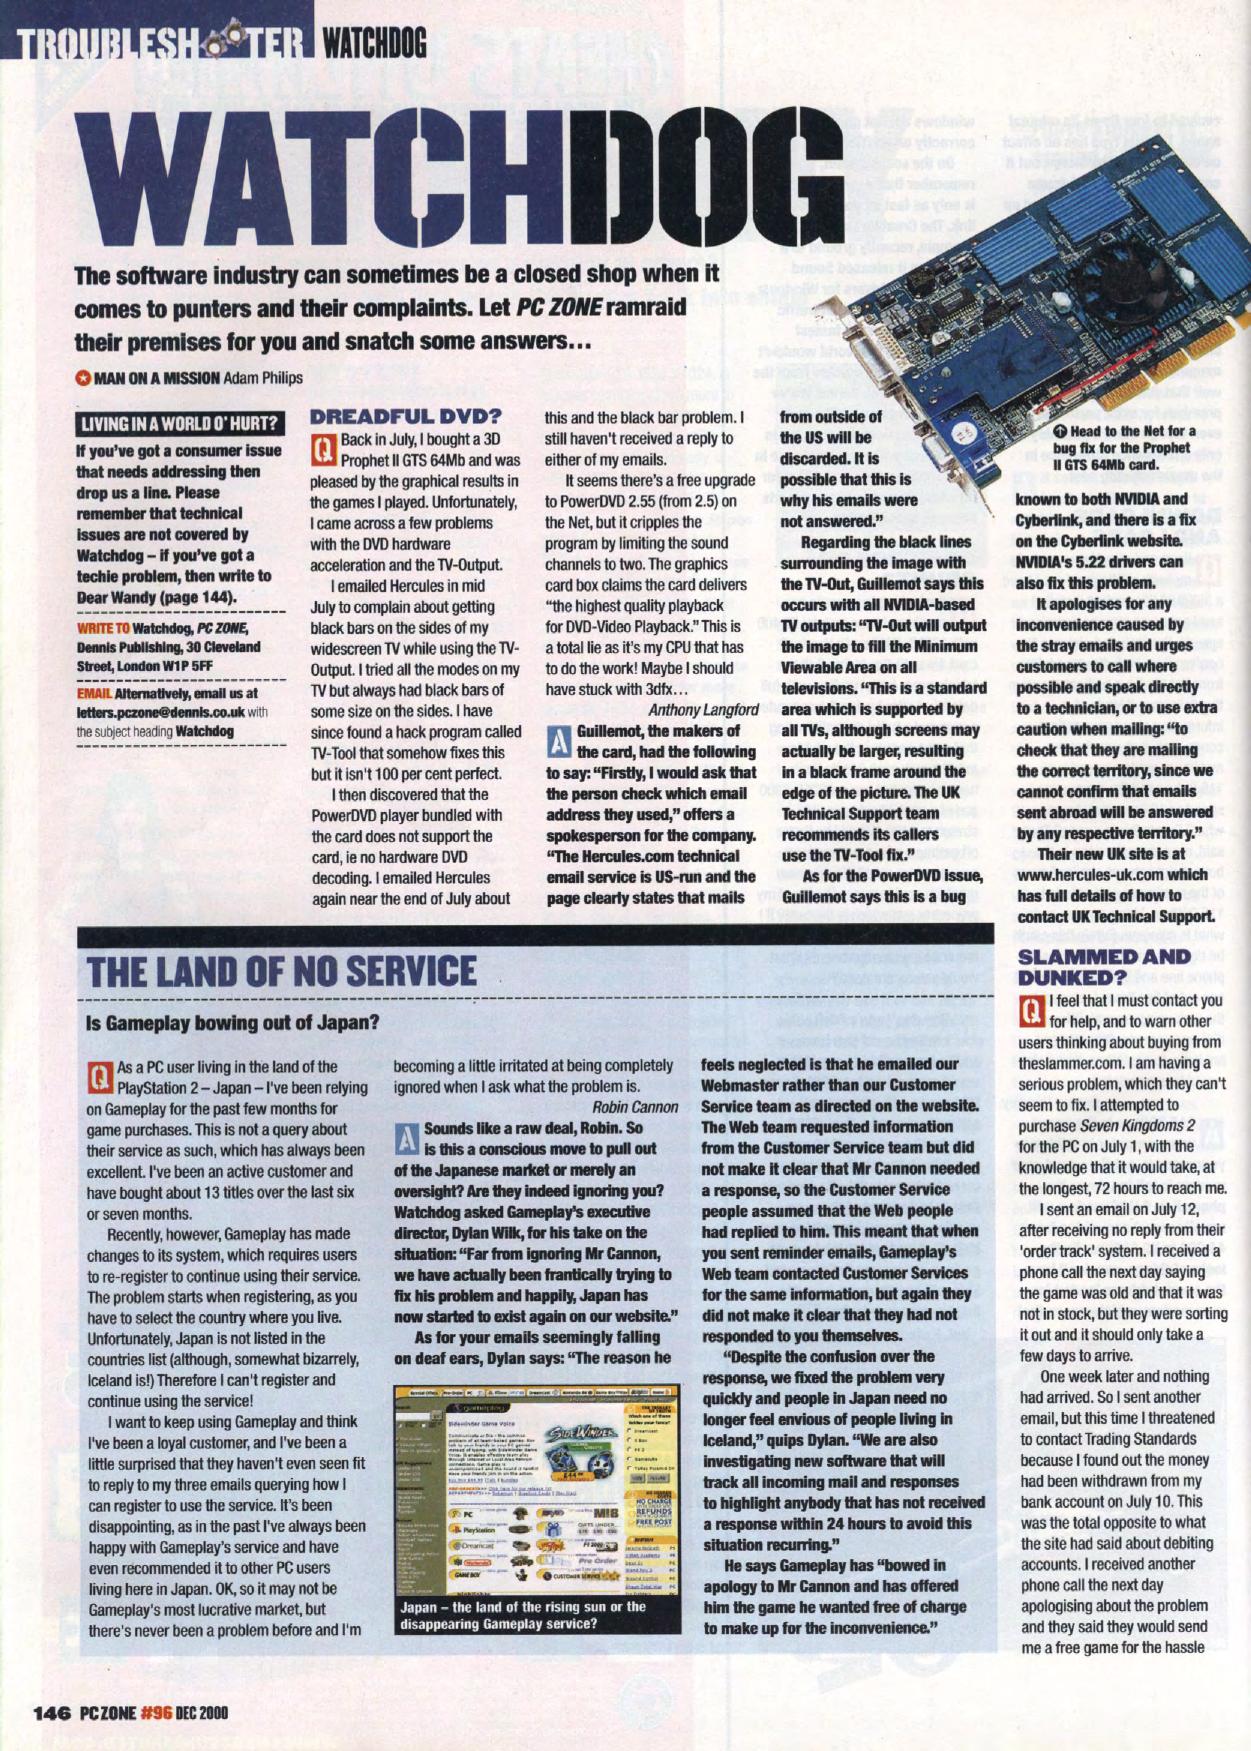 TROUBLESHOOTER WATCHDOG
WATCHDOG
The software industry can sometimes be a closed shop when it
comes to punters and their complaints. Let PC ZONE ramraid
their premises for you and snatch some answers...
MAN ON A MISSION Adam Philips
LIVING IN A WORLD O' HURT?
If you've got a consumer issue
that needs addressing then
drop us a line. Please
remember that technical
issues are not covered by
Watchdog – if you've got a
techie problem, then write to
Dear Wandy (page 144).
WRITE TO Watchdog, PC ZONE,
Dennis Publishing, 30 Cleveland
Street, London W1P 5FF
EMAIL Alternatively, email us at
letters.pczone@dennis.co.uk with
the subject heading Watchdog
DREADFUL DVD?
Q Back in July, I bought a 3D
Prophet II GTS 64Mb and was
pleased by the graphical results in
the games I played. Unfortunately,
I came across a few problems
with the DVD hardware
acceleration and the TV-Output.
I emailed Hercules in mid
July to complain about getting
black bars on the sides of my
widescreen TV while using the TV-
Output. I tried all the modes on my
TV but always had black bars of
some size on the sides. I have
since found a hack program called
TV-Tool that somehow fixes this
but it isn't 100 per cent perfect.
I then discovered that the
PowerDVD player bundled with
the card does not support the
card, ie no hardware DVD
decoding. I emailed Hercules
again near the end of July about
this and the black bar problem. I
still haven't received a reply to
either of my emails.
It seems there's a free upgrade
to PowerDVD 2.55 (from 2.5) on
the Net, but it cripples the
program by limiting the sound
channels to two. The graphics
card box claims the card delivers
"the highest quality playback
for DVD-Video Playback." This is
a total lie as it's my CPU that has
to do the work! Maybe I should
have stuck with 3dfx...
Anthony Langford
A Guillemot, the makers of
the card, had the following
to say: "Firstly, I would ask that
the person check which email
address they used," offers a
spokesperson for the company.
"The Hercules.com technical
email service is US-run and the
page clearly states that mails
from outside of
the US will be
discarded. It is
possible that this is
why his emails were
not answered."
Regarding the black lines
surrounding the image with
the TV-Out, Guillemot says this
occurs with all NVIDIA-based
TV outputs: "TV-Out will output
the image to fill the Minimum
Viewable Area on all
televisions. "This is a standard
area which is supported by
all TVs, although screens may
actually be larger, resulting
in a black frame around the
edge of the picture. The UK
Technical Support team
recommends its callers
use the TV-Tool fix."
As for the PowerDVD issue,
Guillemot says this is a bug
Head to the Net for a
bug fix for the Prophet
II GTS 64Mb card.
known to both NVIDIA and
Cyberlink, and there is a fix
on the Cyberlink website.
NVIDIA's 5.22 drivers can
also fix this problem.
It apologises for any
inconvenience caused by
the stray emails and urges
customers to call where
possible and speak directly
to a technician, or to use extra
caution when mailing: "to
check that they are mailing
the correct territory, since we
cannot confirm that emails
sent abroad will be answered
by any respective territory."
Their new UK site is at
www.hercules-uk.com which
has full details of how to
contact UK Technical Support.
THE LAND OF NO SERVICE
Is Gameplay bowing out of Japan?
Q As a PC user living in the land of the
PlayStation 2 – Japan – I've been relying
on Gameplay for the past few months for
game purchases. This is not a query about
their service as such, which has always been
excellent. I've been an active customer and
have bought about 13 titles over the last six
or seven months.
Recently, however, Gameplay has made
changes to its system, which requires users
to re-register to continue using their service.
The problem starts when registering, as you
have to select the country where you live.
Unfortunately, Japan is not listed in the
countries list (although, somewhat bizarrely,
Iceland is!) Therefore I can't register and
continue using the service!
I want to keep using Gameplay and think
I've been a loyal customer, and I've been a
little surprised that they haven't even seen fit
to reply to my three emails querying how I
can register to use the service. It's been
disappointing, as in the past I've always been
happy with Gameplay's service and have
even recommended it to other PC users
living here in Japan. OK, so it may not be
Gameplay's most lucrative market, but
there's never been a problem before and I'm
becoming a little irritated at being completely
ignored when I ask what the problem is.
Robin Cannon
A Sounds like a raw deal, Robin. So
is this a conscious move to pull out
of the Japanese market or merely an
oversight? Are they indeed ignoring you?
Watchdog asked Gameplay's executive
director, Dylan Wilk, for his take on the
situation: "Far from ignoring Mr Cannon,
we have actually been frantically trying to
fix his problem and happily, Japan has
now started to exist again on our website."
As for your emails seemingly falling
on deaf ears, Dylan says: "The reason he
gameplay
SideWinder Game Voice
SIDEWINDER
PC
PlayStation
Dreamcast
Nintendo
GAME BOY
MIB
Pre Order
CUSTOMER SERVICE
REFUNDS
FREE POST
Japan – the land of the rising sun or the
disappearing Gameplay service?
feels neglected is that he emailed our
Webmaster rather than our Customer
Service team as directed on the website.
The Web team requested information
from the Customer Service team but did
not make it clear that Mr Cannon needed
a response, so the Customer Service
people assumed that the Web people
had replied to him. This meant that when
you sent reminder emails, Gameplay's
Web team contacted Customer Services
for the same information, but again they
did not make it clear that they had not
responded to you themselves.
"Despite the confusion over the
response, we fixed the problem very
quickly and people in Japan need no
longer feel envious of people living in
Iceland," quips Dylan. "We are also
investigating new software that will
track all incoming mail and responses
to highlight anybody that has not received
a response within 24 hours to avoid this
situation recurring."
He says Gameplay has "bowed in
apology to Mr Cannon and has offered
him the game he wanted free of charge
to make up for the inconvenience."
SLAMMED AND
DUNKED?
Q I feel that I must contact you
for help, and to warn other
users thinking about buying from
theslammer.com. I am having a
serious problem, which they can't
seem to fix. I attempted to
purchase Seven Kingdoms 2
for the PC on July 1, with the
knowledge that it would take, at
the longest, 72 hours to reach me.
I sent an email on July 12,
after receiving no reply from their
'order track' system. I received a
phone call the next day saying
the game was old and that it was
not in stock, but they were sorting
it out and it should only take a
few days to arrive.
One week later and nothing
had arrived. So I sent another
email, but this time I threatened
to contact Trading Standards
because I found out the money
had been withdrawn from my
bank account on July 10. This
was the total opposite to what
the site had said about debiting
accounts. I received another
phone call the next day
apologising about the problem
and they said they would send
me a free game for the hassle
146 PCZONE #96 DEC 2000